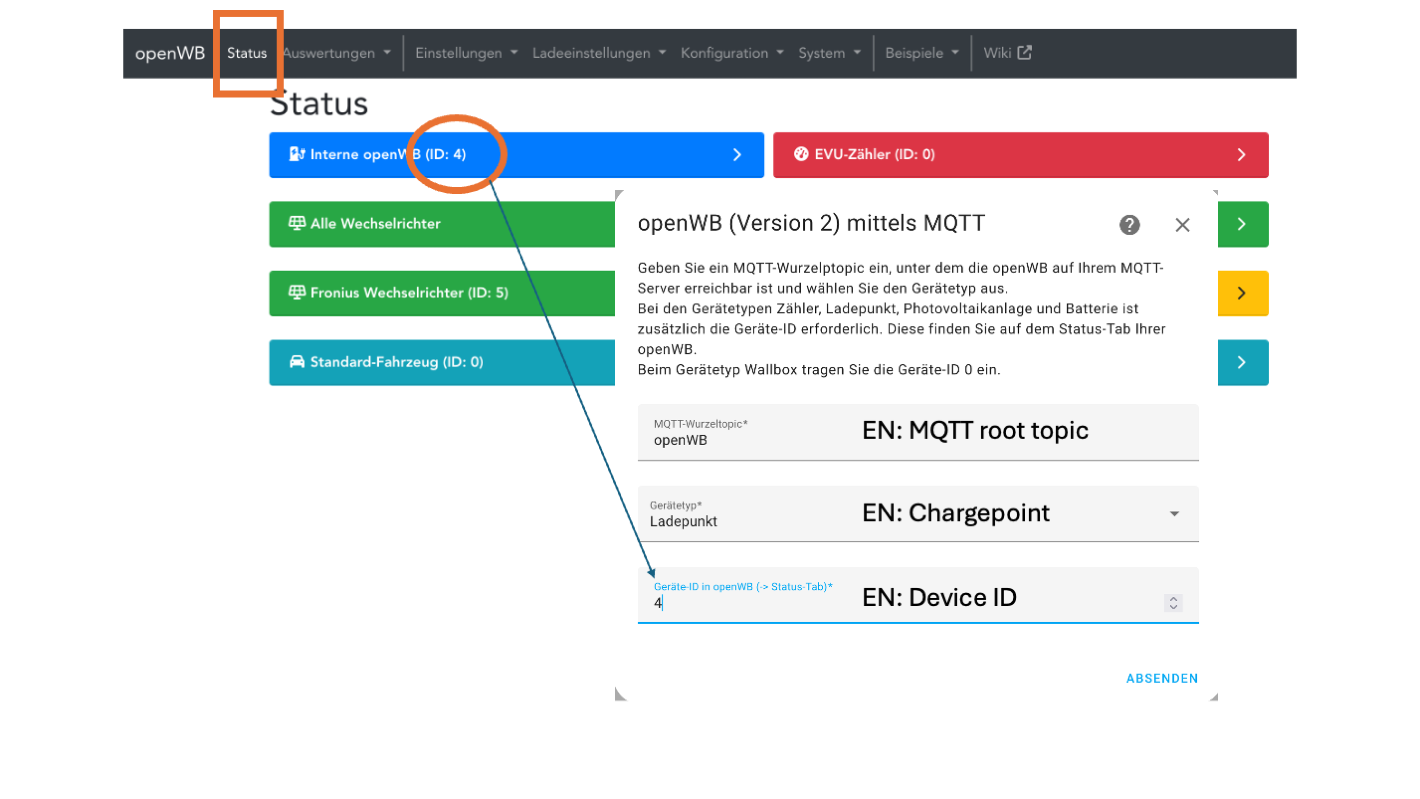 openWB Status Auswertungen Einstellungen Ladeeinstellungen Konfiguration System Beispiele Wiki
Status
Interne openWB (ID: 4)
EVU-Zähler (ID: 0)
Alle Wechselrichter
Fronius Wechselrichter (ID: 5)
Standard-Fahrzeug (ID: 0)
openWB (Version 2) mittels MQTT
Geben Sie ein MQTT-Wurzelptopic ein, unter dem die openWB auf Ihrem MQTT-
Server erreichbar ist und wählen Sie den Gerätetyp aus.
Bei den Gerätetypen Zähler, Ladepunkt, Photovoltaikanlage und Batterie ist
zusätzlich die Geräte-ID erforderlich. Diese finden Sie auf dem Status-Tab Ihrer
openWB.
Beim Gerätetyp Wallbox tragen Sie die Geräte-ID 0 ein.
MQTT-Wurzeltopic*
openWB
EN: MQTT root topic
Gerätetyp*
Ladepunkt
EN: Chargepoint
Geräte-ID in openWB (-> Status-Tab)*
4
EN: Device ID
ABSENDEN